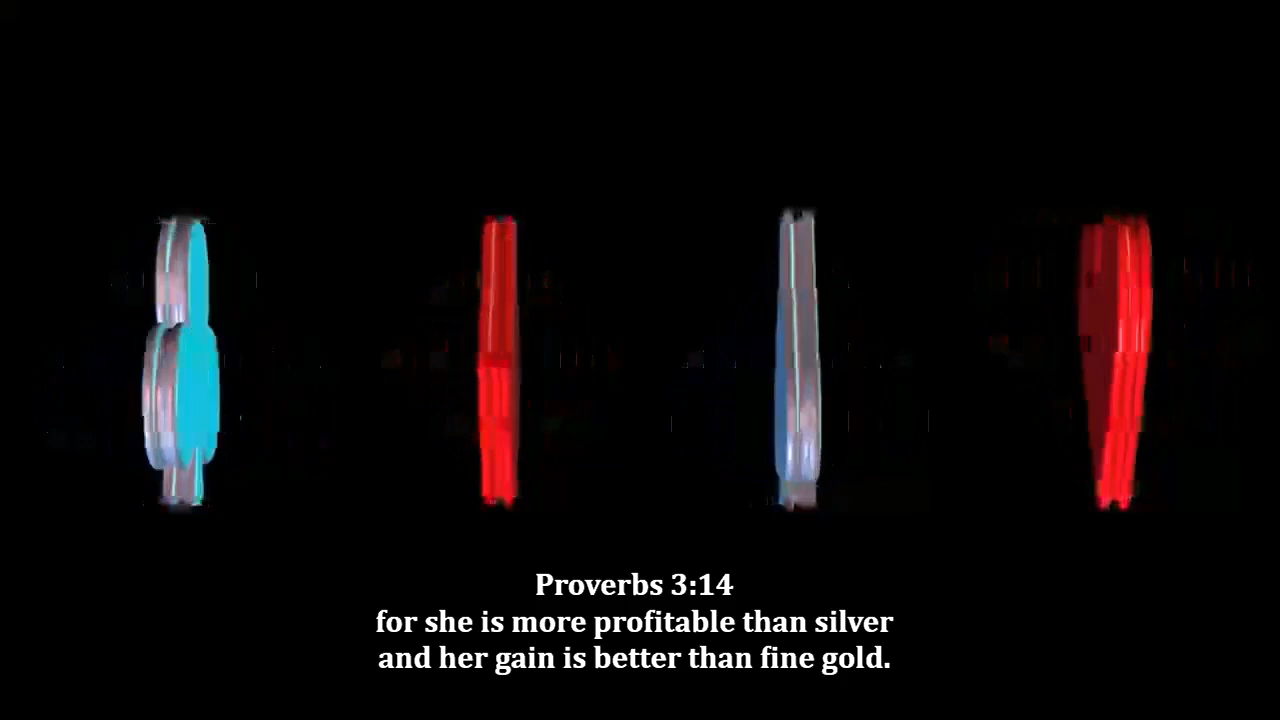 Proverbs 3:14
for she is more profitable than silver
and her gain is better than fine gold.